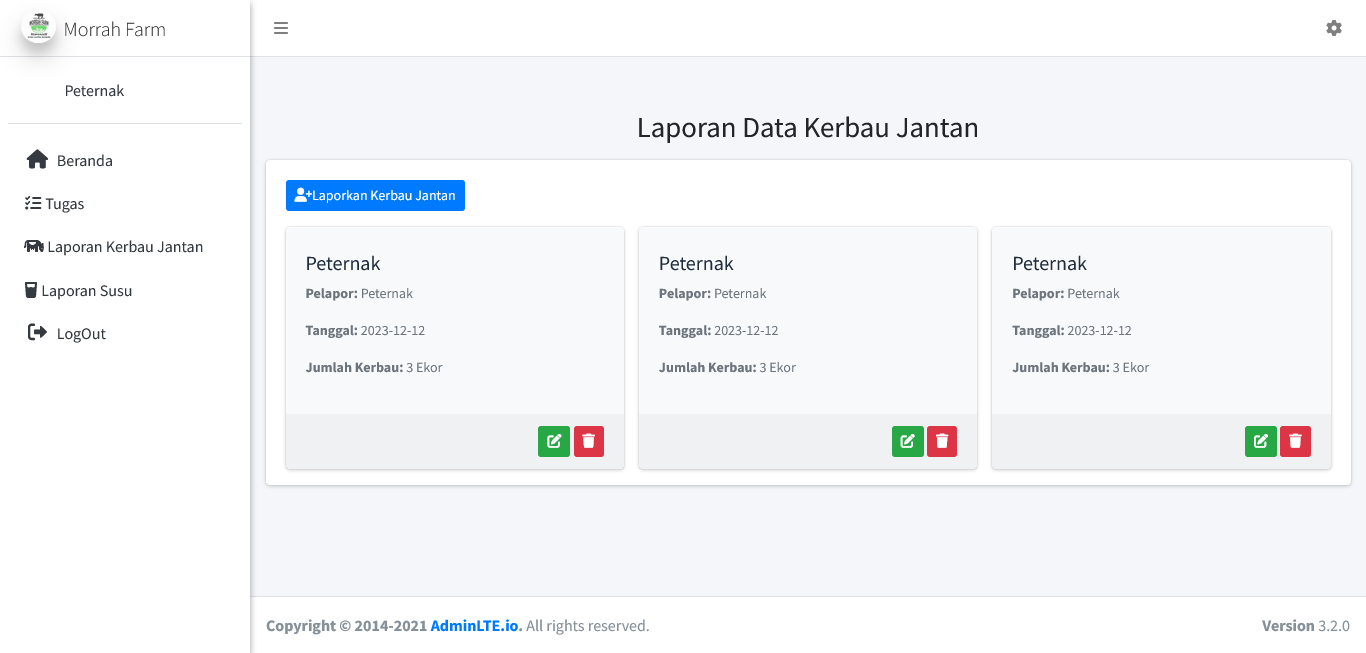 Morrah Farm
Peternak
Beranda
Tugas
Laporan Kerbau Jantan
Laporan Susu
LogOut
Laporan Data Kerbau Jantan
Laporkan Kerbau Jantan
Peternak
Pelapor: Peternak
Tanggal: 2023-12-12
Jumlah Kerbau: 3 Ekor
Peternak
Pelapor: Peternak
Tanggal: 2023-12-12
Jumlah Kerbau: 3 Ekor
Peternak
Pelapor: Peternak
Tanggal: 2023-12-12
Jumlah Kerbau: 3 Ekor
Copyright © 2014-2021 AdminLTE.io. All rights reserved.
Version 3.2.0